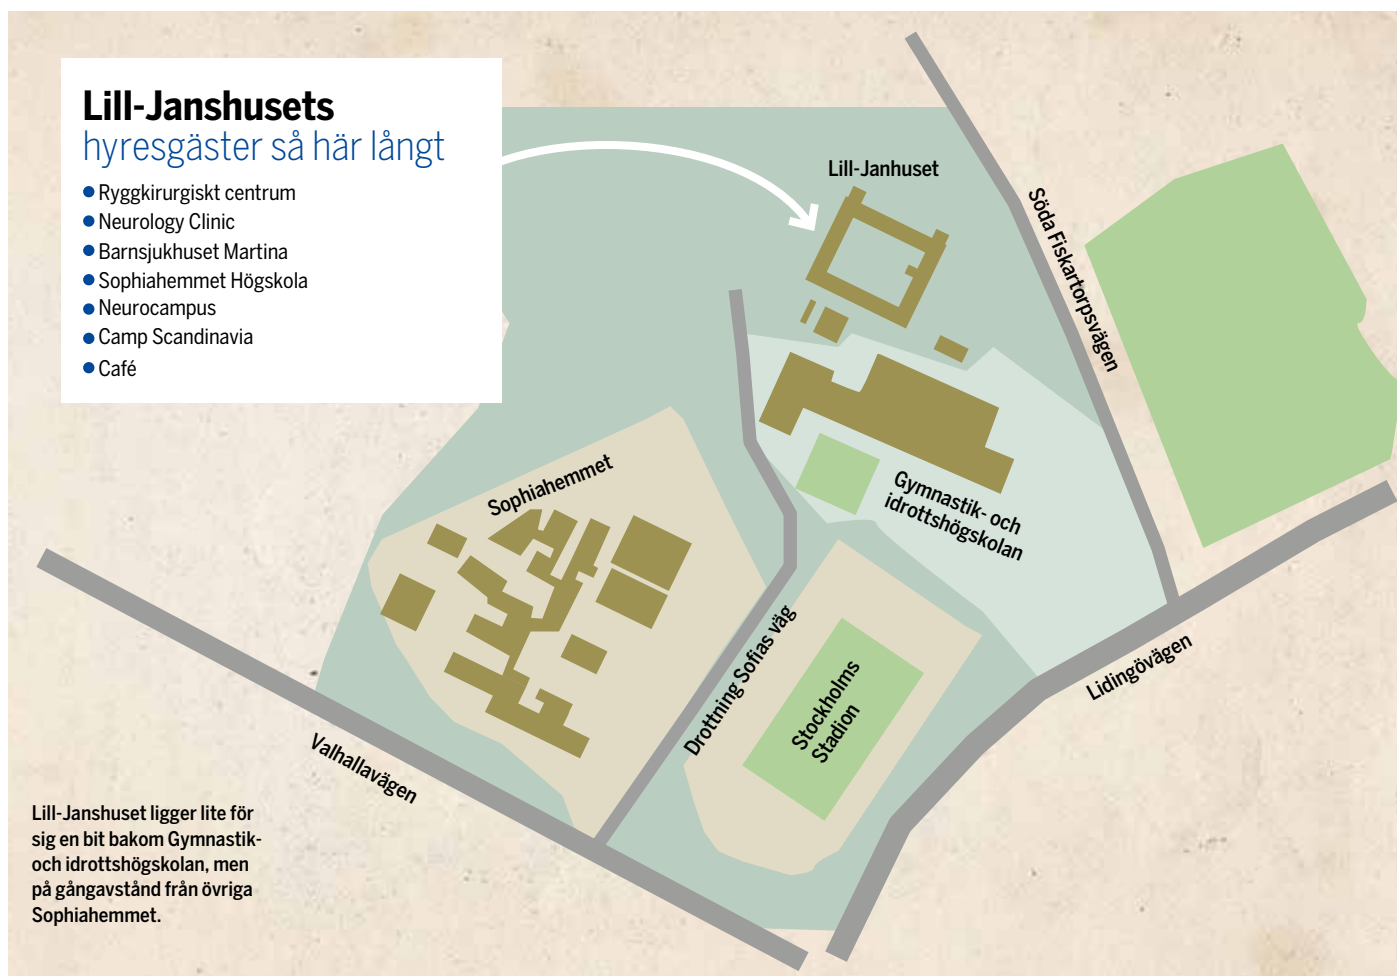 Lill-Janshusets
hyresgäster så här långt
● Ryggkirurgiskt centrum
● Neurology Clinic
● Barnsjukhuset Martina
● Sophiahemmet Högskola
● Neurocampus
● Camp Scandinavia
● Café
Lill-Janhuset
Söda Fiskartorpsvägen
Sophiahemmet
Gymnastik- och
idrottshögskolan
Drottning Sofias väg
Stockholms
Stadion
Lidingövägen
Valhallavägen
Lill-Janshuset ligger lite för
sig en bit bakom Gymnastik-
och idrottshögskolan, men
på gångavstånd från övriga
Sophiahemmet.